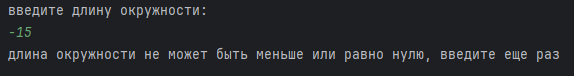 введите длину окружности:
-15
длина окружности не может быть меньше или равно нулю, введите еще раз